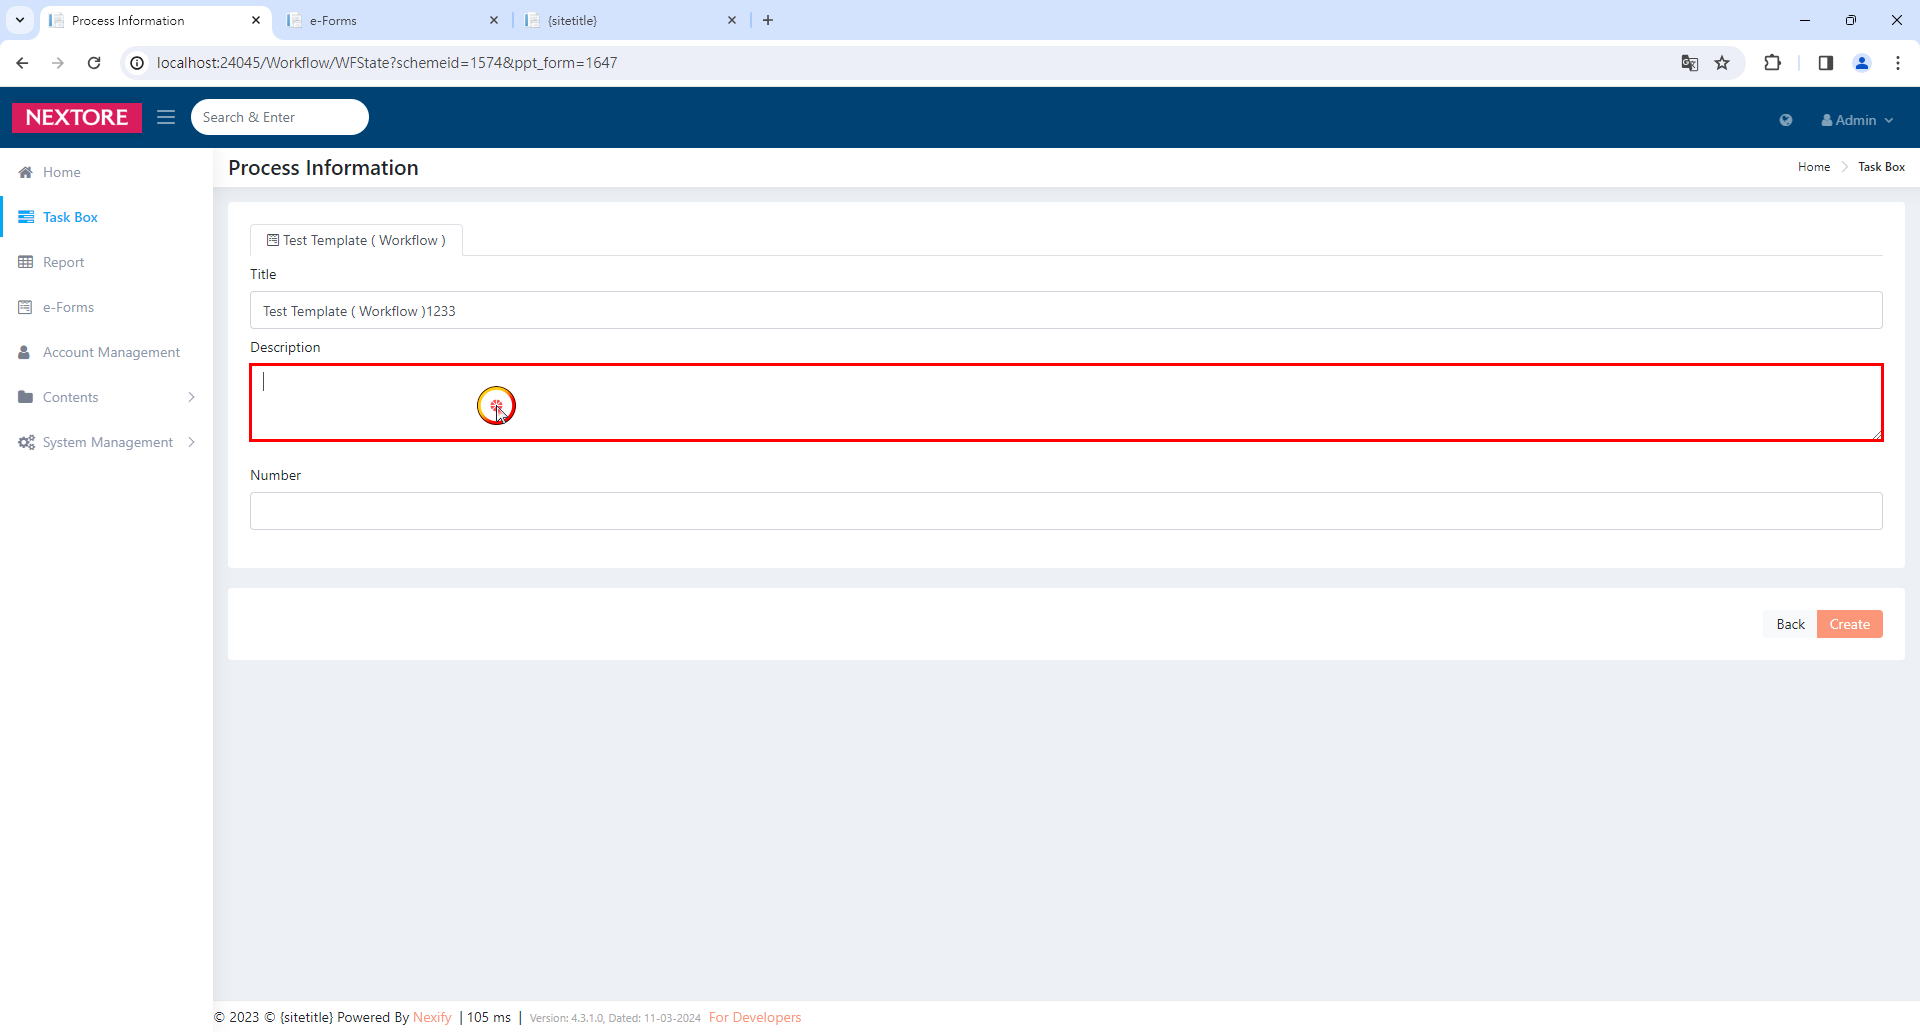 Process Information
e-Forms
{sitetitle}
localhost:24045/Workflow/WFState?schemeid=1574&ppt_form=1647
NEXTORE
Search & Enter
Admin
Home
Task Box
Report
e-Forms
Account Management
Contents
System Management
Process Information
Home
Task Box
Test Template ( Workflow )
Title
Test Template ( Workflow )1233
Description
Number
Back
Create
© 2023 © {sitetitle} Powered By Nexify | 105 ms | Version: 4.3.1.0, Dated: 11-03-2024 For Developers